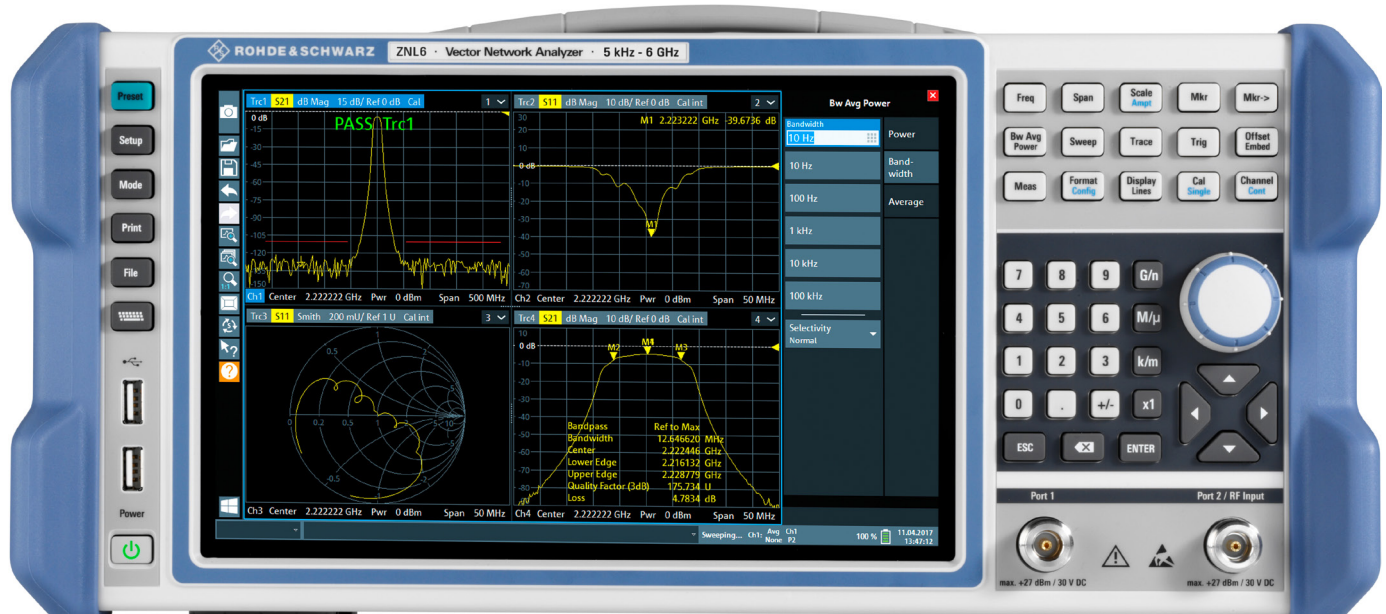 ROHDE&SCHWARZ ZNL6 · Vector Network Analyzer · 5 kHz - 6 GHz
Preset
Setup
Mode
Print
File
Power
Trc1 S21 dB Mag 15 dB/ Ref 0 dB Cal 1
0 dB
PASS Trc1
-15
-30
-45
-60
-75
-90
-105
-120
-150
Ch1 Center 2.222222 GHz Pwr 0 dBm Span 500 MHz
Trc2 S11 dB Mag 10 dB/ Ref 0 dB Cal int 2
M1 2.223222 GHz -39.6736 dB
30
20
10
0 dB
-10
-20
-30
M1
-40
-50
-60
-70
Ch2 Center 2.222222 GHz Pwr 0 dBm Span 50 MHz
Trc3 S11 Smith 200 mU/ Ref 1 U Cal int 3
0.5
1
2
5
0 0.2 0.5 1 2 5 10
-5
-0.5
-1
-2
Ch3 Center 2.222222 GHz Pwr 0 dBm Span 50 MHz
Trc4 S21 dB Mag 10 dB/ Ref 0 dB Cal int 4
10
0 dB
M2 M4 M3
-10
-20
-30
-40
-50
-60
-70
-80
-90
Bandpass Ref to Max
Bandwidth 12.646620 MHz
Center 2.222446 GHz
Lower Edge 2.216132 GHz
Upper Edge 2.228779 GHz
Quality Factor (3dB) 175.734 U
Loss 4.7834 dB
Ch4 Center 2.222222 GHz Pwr 0 dBm Span 50 MHz
Bw Avg Power
Bandwidth
10 Hz
10 Hz
100 Hz
1 kHz
10 kHz
100 kHz
Selectivity
Normal
Power
Band-
width
Average
1:1
Sweeping... Ch1: Avg None Ch1 P2 100 % 11.04.2017
13:47:12
Freq Span Scale Ampt Mkr Mkr->
Bw Avg Power Sweep Trace Trig Offset Embed
Meas Format Config Display Lines Cal Single Channel Cont
7 8 9 G/n
4 5 6 M/µ
1 2 3 k/m
0 . +/- x1
ESC ENTER
Port 1 Port 2 / RF Input
max. +27 dBm / 30 V DC max. +27 dBm / 30 V DC